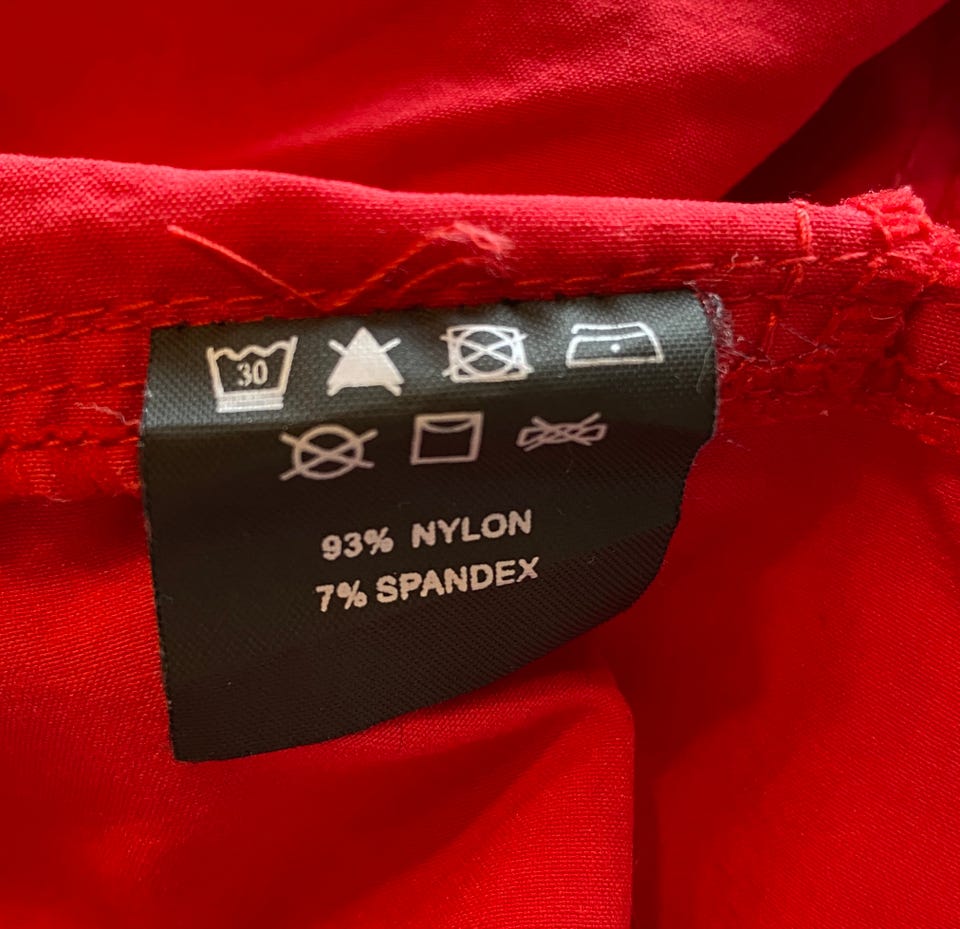 30
93% NYLON
7% SPANDEX